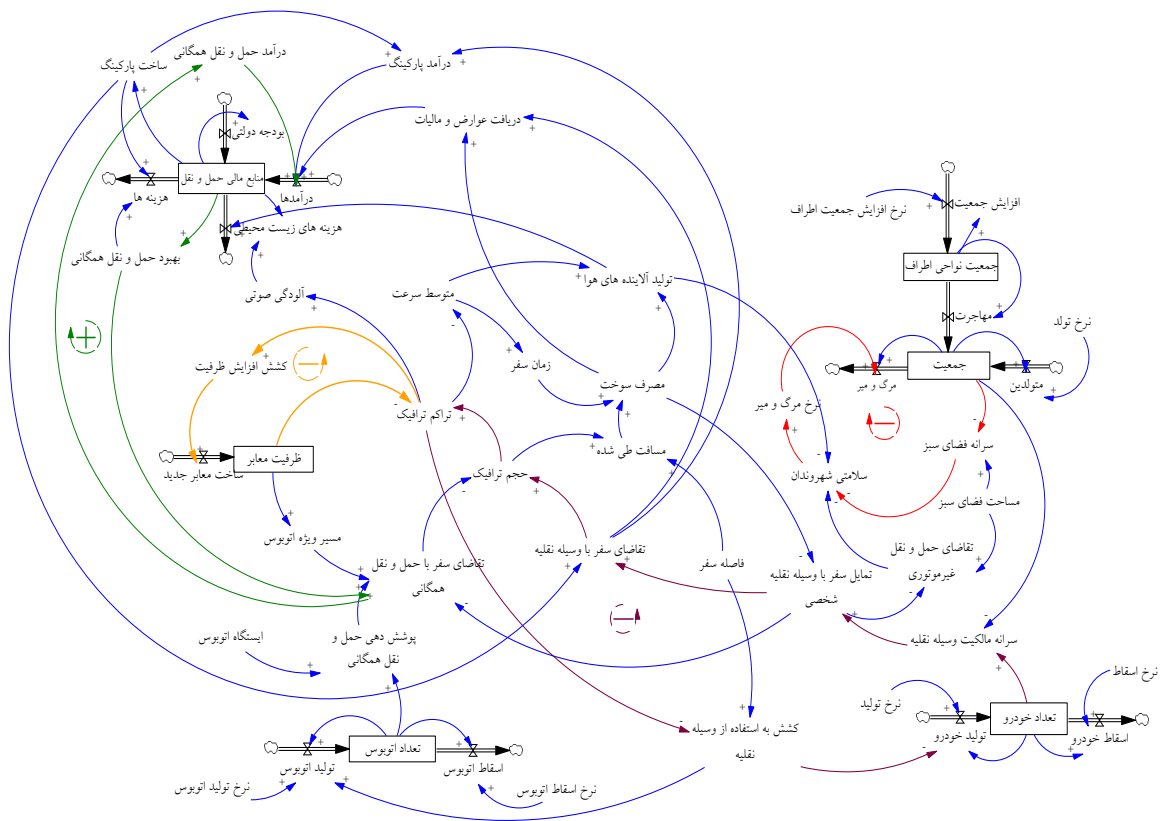 درآمد حمل و نقل همگانی
ساخت پارکینگ
درآمد پارکینگ
بودجه دولتی
دریافت عوارض و مالیات
منابع مالی حمل و نقل
هزینه ها
درآمدها
هزینه های زیست محیطی
بهبود حمل و نقل همگانی
آلودگی صوتی
متوسط سرعت
تولید آلاینده های هوا
کشش افزایش ظرفیت
زمان سفر
مصرف سوخت
تراکم ترافیک
ظرفیت معابر
ساخت معابر جدید
حجم ترافیک
مسافت طی شده
مسیر ویژه اتوبوس
تقاضای سفر با حمل و نقل
همگانی
تقاضای سفر با وسیله نقلیه
فاصله سفر
تمایل سفر با وسیله نقلیه
شخصی
ایستگاه اتوبوس
پوشش دهی حمل و
نقل همگانی
تعداد اتوبوس
تولید اتوبوس
اسقاط اتوبوس
نرخ تولید اتوبوس
نرخ اسقاط اتوبوس
کشش به استفاده از وسیله
نقلیه
نرخ افزایش جمعیت اطراف
افزایش جمعیت
جمعیت نواحی اطراف
مهاجرت
نرخ تولد
جمعیت
مرگ و میر
متولدین
نرخ مرگ و میر
سرانه فضای سبز
سلامتی شهروندان
مساحت فضای سبز
تقاضای حمل و نقل
غیرموتوری
سرانه مالکیت وسیله نقلیه
نرخ اسقاط
نرخ تولید
تعداد خودرو
تولید خودرو
اسقاط خودرو